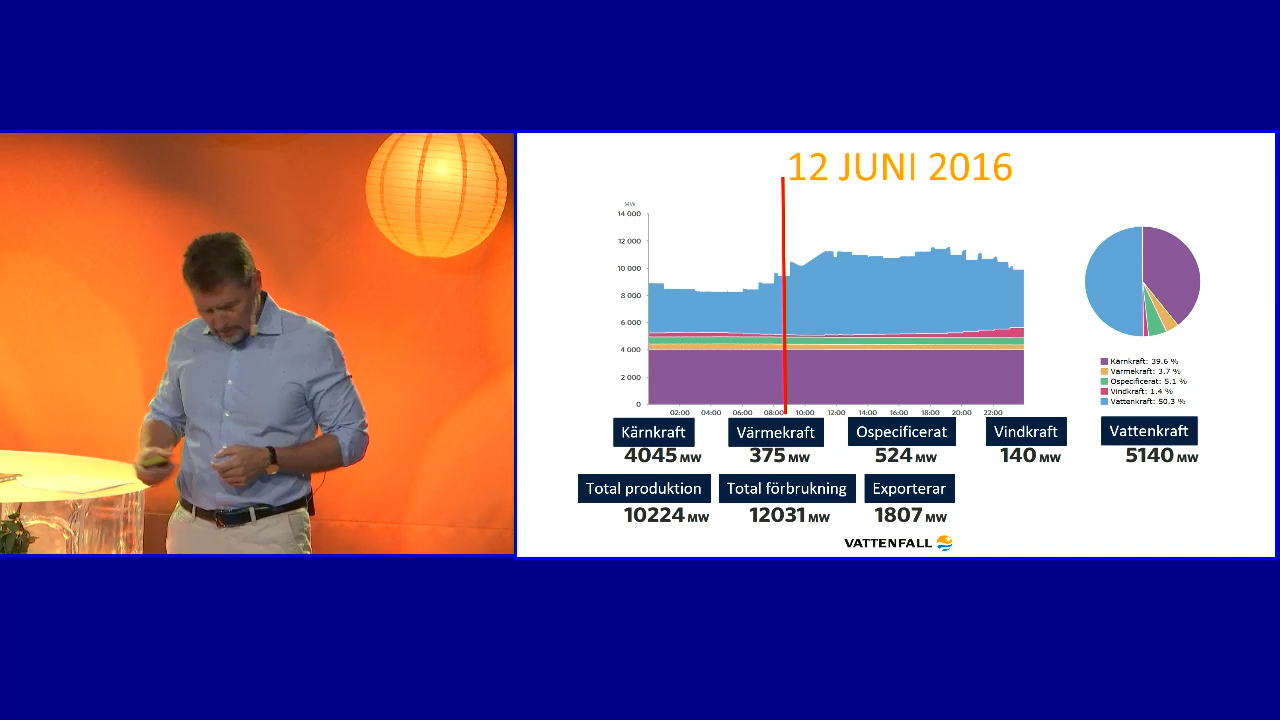 12 JUNI 2016
MW
14 000
12 000
10 000
8 000
6 000
4 000
2 000
0
02:00 04:00 06:00 08:00 10:00 12:00 14:00 16:00 18:00 20:00 22:00
Kärnkraft: 39.6 %
Värmekraft: 3.7 %
Ospecificerat: 5.1 %
Vindkraft: 1.4 %
Vattenkraft: 50.3 %
Kärnkraft Värmekraft Ospecificerat Vindkraft Vattenkraft
4045 MW 375 MW 524 MW 140 MW 5140 MW
Total produktion Total förbrukning Exporterar
10224 MW 12031 MW 1807 MW
VATTENFALL